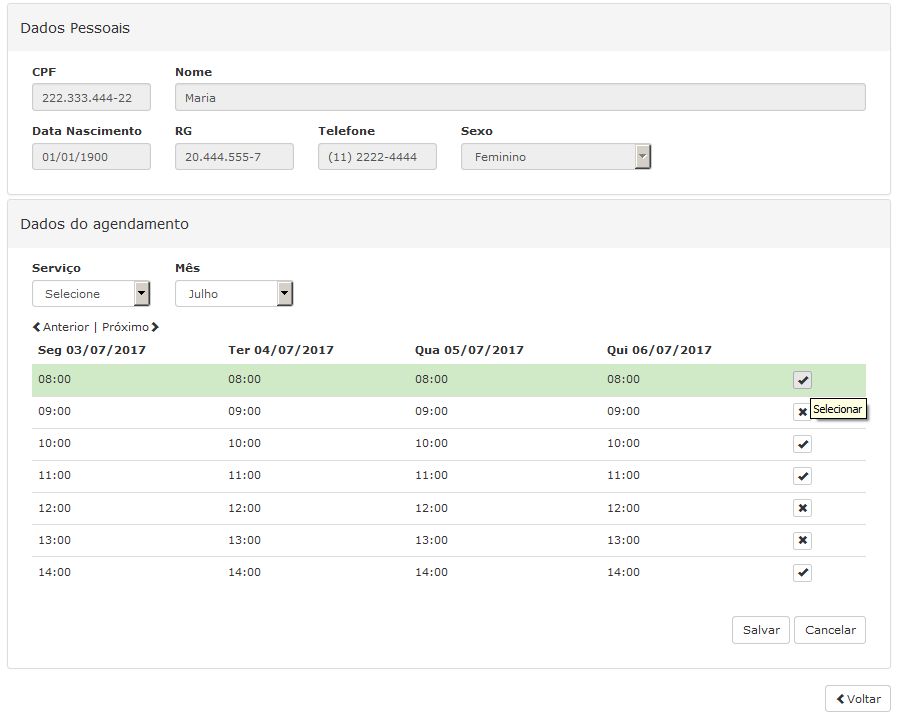 Dados Pessoais
CPF Nome
222.333.444-22 Maria
Data Nascimento RG Telefone Sexo
01/01/1900 20.444.555-7 (11) 2222-4444 Feminino
Dados do agendamento
Serviço Mês
Selecione Julho
Anterior | Próximo
Seg 03/07/2017 Ter 04/07/2017 Qua 05/07/2017 Qui 06/07/2017
08:00 08:00 08:00 08:00
Selecionar
09:00 09:00 09:00 09:00
10:00 10:00 10:00 10:00
11:00 11:00 11:00 11:00
12:00 12:00 12:00 12:00
13:00 13:00 13:00 13:00
14:00 14:00 14:00 14:00
Salvar Cancelar
Voltar